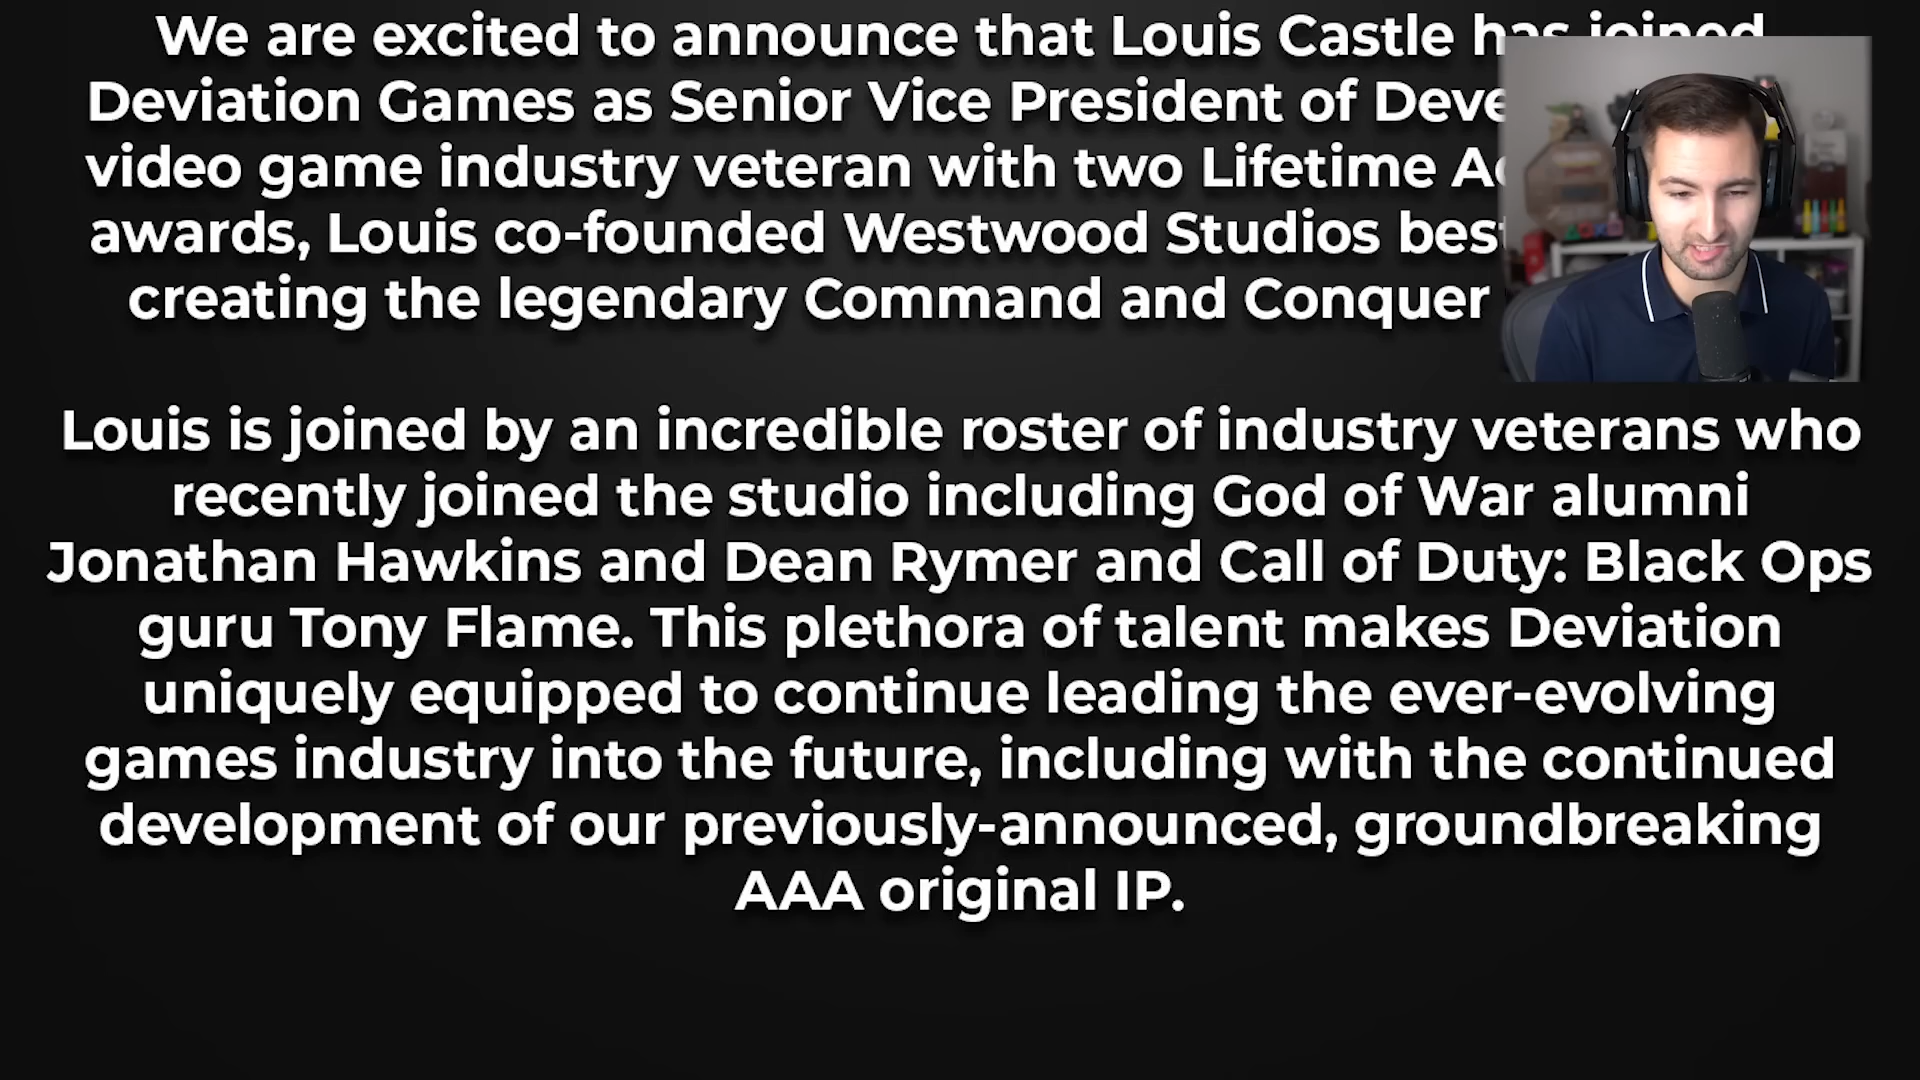 We are excited to announce that Louis Castle has joined
Deviation Games as Senior Vice President of
video game industry veteran with two Lifetime
awards, Louis co-founded Westwood Studios
creating the legendary Command and Conquer
Louis is joined by an incredible roster of industry veterans who
recently joined the studio including God of War alumni
Jonathan Hawkins and Dean Rymer and Call of Duty: Black Ops
guru Tony Flame. This plethora of talent makes Deviation
uniquely equipped to continue leading the ever-evolving
games industry into the future, including with the continued
development of our previously-announced, groundbreaking
AAA original IP.